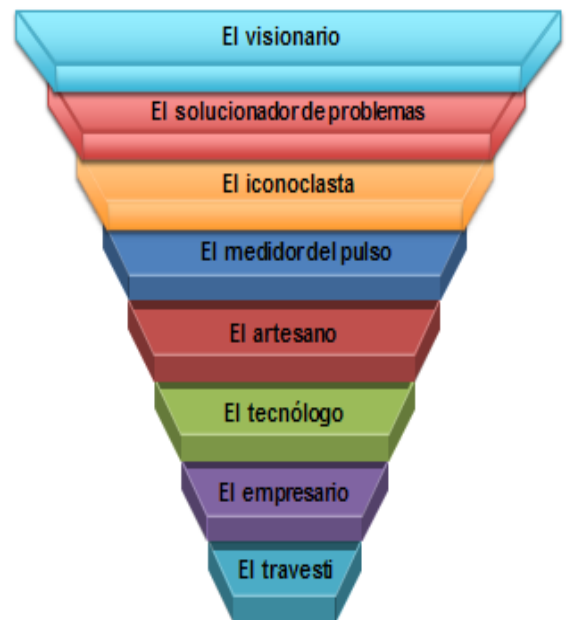 El visionario
El solucionador de problemas
El iconoclasta
El medidor del pulso
El artesano
El tecnólogo
El empresario
El travesti